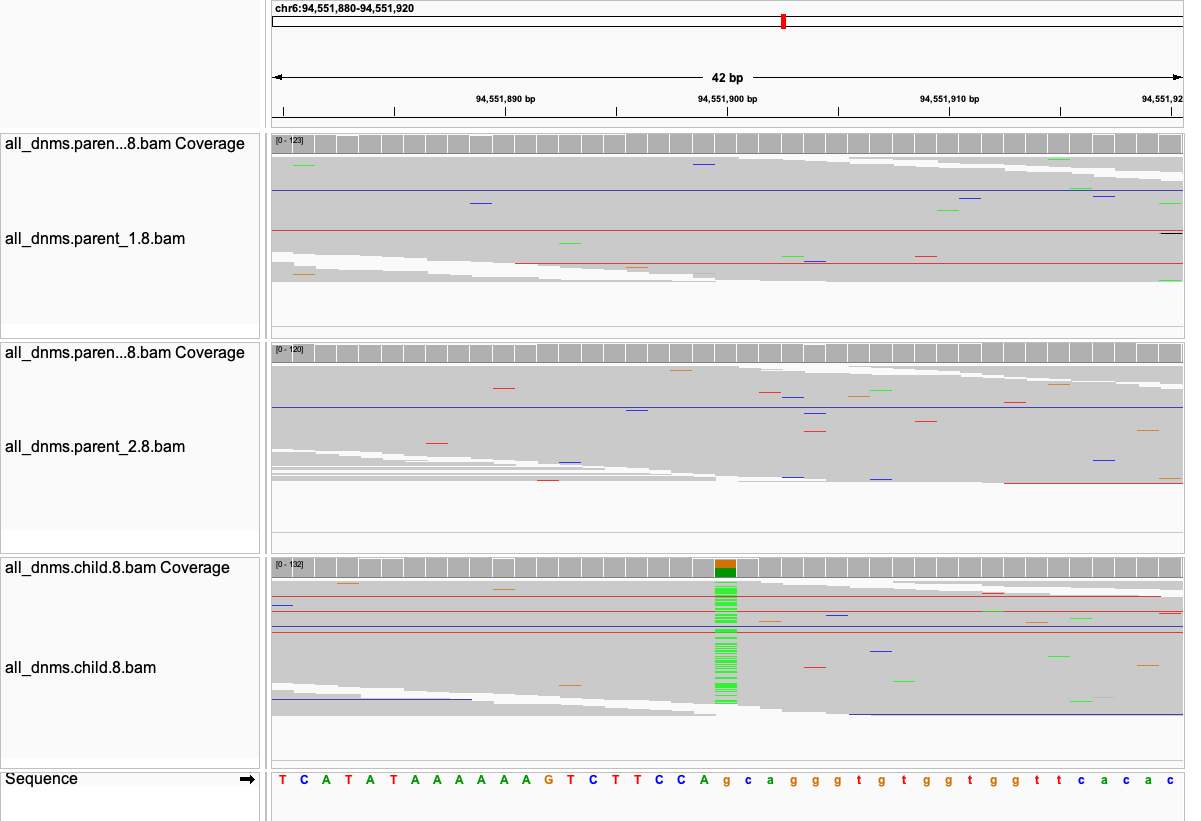 chr6:94,551,880-94,551,920
42 bp
94,551,890 bp 94,551,900 bp 94,551,910 bp 94,551,92
all_dnms.paren...8.bam Coverage
[0 - 123]
all_dnms.parent_1.8.bam
all_dnms.paren...8.bam Coverage
[0 - 120]
all_dnms.parent_2.8.bam
all_dnms.child.8.bam Coverage
[0 - 132]
all_dnms.child.8.bam
Sequence T C A T A T A A A A A A G T C T T C C A g c a g g g t g t g g t g g t t c a c a c